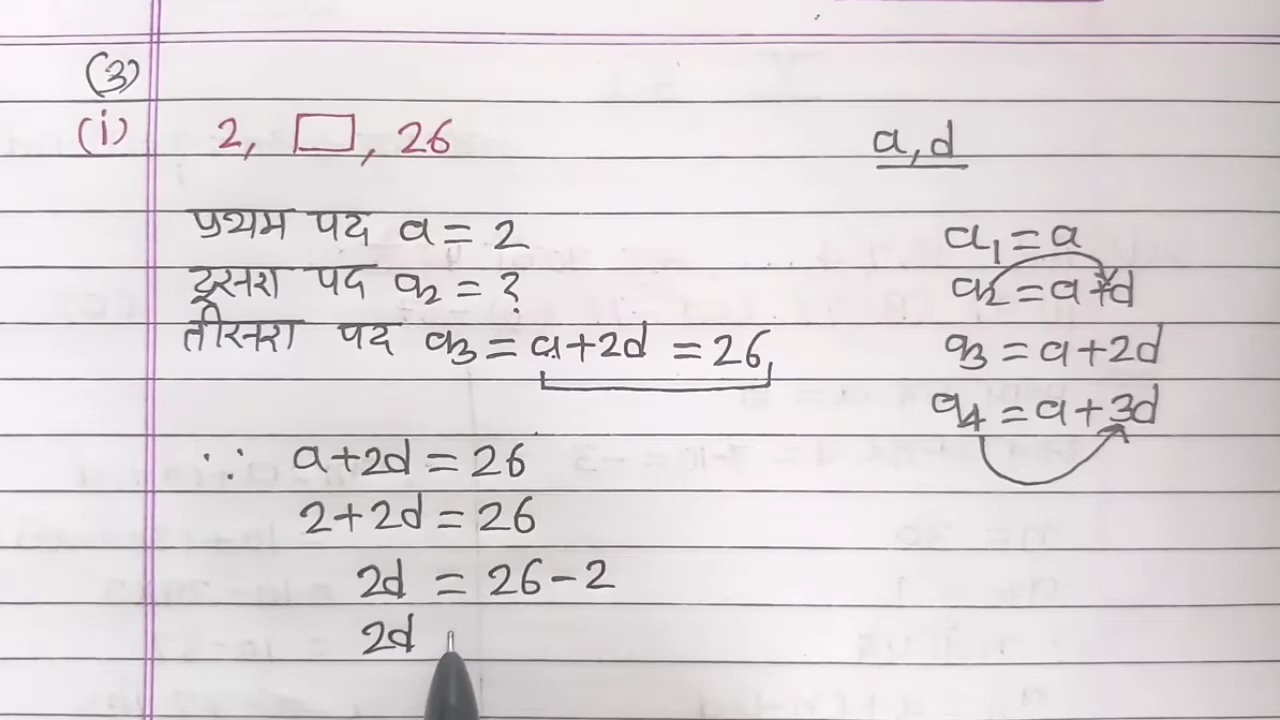 (3)
(i) 2, □, 26
a, d
प्रथम पद a = 2
दूसरा पद a2 = ?
तीसरा पद a3 = a+2d = 26
∵ a+2d = 26
2+2d = 26
2d = 26-2
2d
a1 = a
a2 = a+d
a3 = a+2d
a4 = a+3d